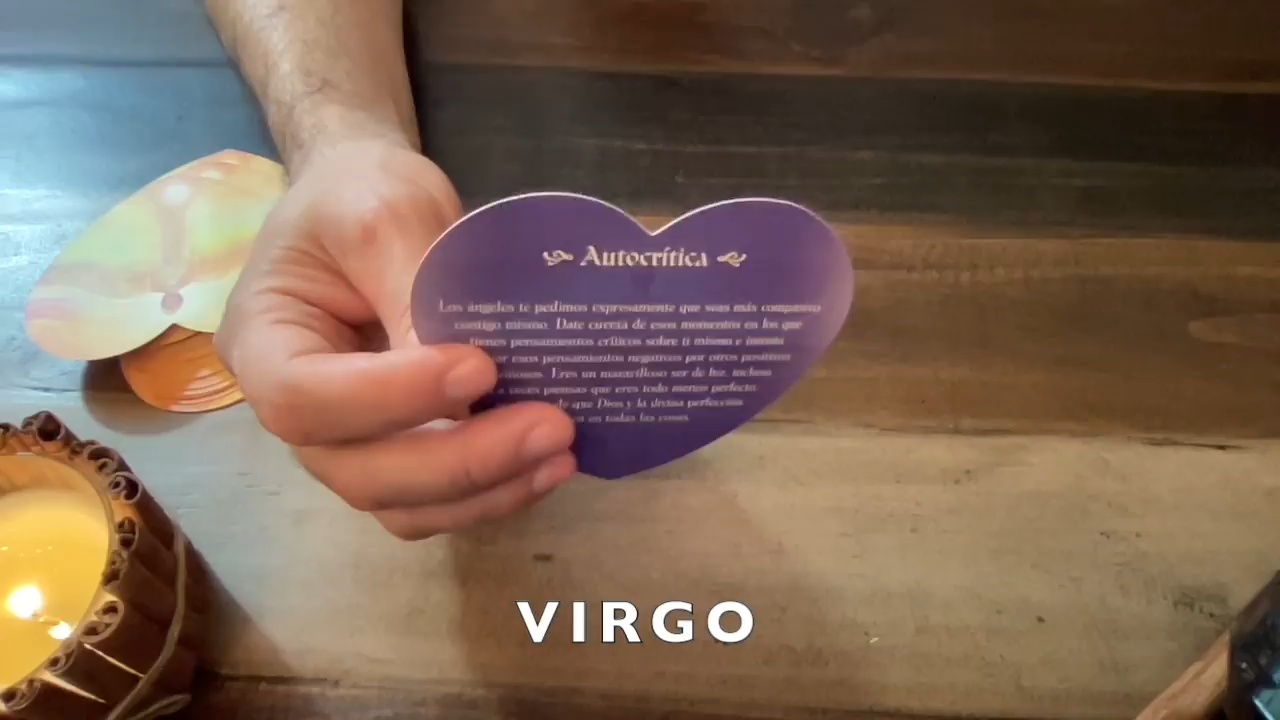 Autocrítica
Los ángeles te pedimos expresamente que seas más compasivo
contigo mismo. Date cuenta de esos momentos en los que
tienes pensamientos críticos sobre ti mismo e intenta
por esos pensamientos negativos por otros positivos
Eres un maravilloso ser de luz, incluso
a veces piensas que eres todo menos perfecto.
de que Dios y la divina perfección
en todas las cosas.
VIRGO